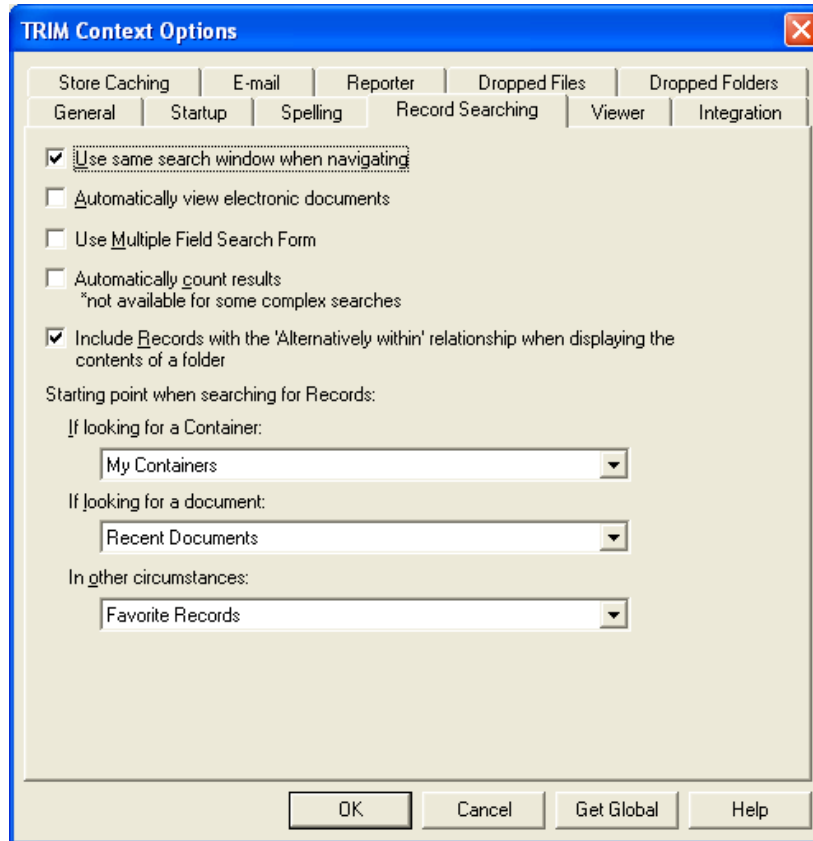 TRIM Context Options
Store Caching E-mail Reporter Dropped Files Dropped Folders
General Startup Spelling Record Searching Viewer Integration
Use same search window when navigating
Automatically view electronic documents
Use Multiple Field Search Form
Automatically count results
*not available for some complex searches
Include Records with the 'Alternatively within' relationship when displaying the
contents of a folder
Starting point when searching for Records:
If looking for a Container:
My Containers
If looking for a document:
Recent Documents
In other circumstances:
Favorite Records
OK Cancel Get Global Help